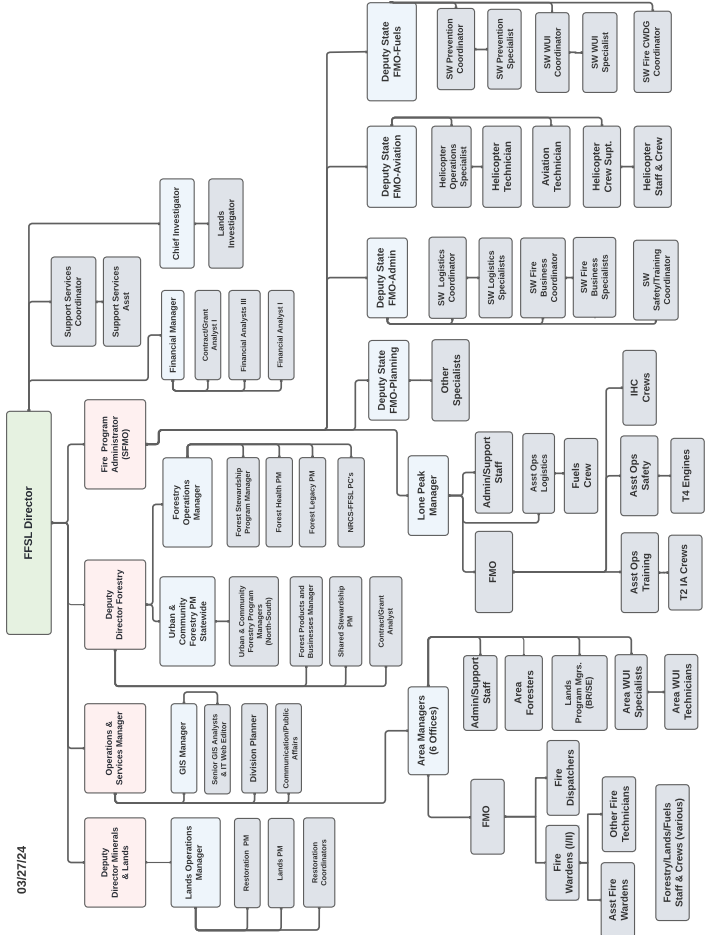 03/27/24
FFSL Director
Deputy
Director Minerals
& Lands
Operations &
Services Manager
Deputy
Director Forestry
Fire  Program
Administrator
(SFMO)
Support Services
Coordinator
Support Services
Asst
Lands Operations
Manager
Restoration  PM
Lands PM
Restoration
Coordinators
GIS Manager
Senior GIS Analysts
& IT Web Editor
Division Planner
Communication/Public
Affairs
Urban &
Community
Forestry PM
Statewide
Urban & Community
Forestry Program
Managers
(North-South)
Forest Products and
Businesses Manager
Shared Stewardship
PM
Contract/Grant
Analyst
Forestry
Operations
Manager
Forest Stewardship
Program Manager
Forest Health PM
Forest Legacy PM
NRCS-FFSL PC's
Financial Manager
Contract/Grant
Analyst I
Financial Analysts III
Financial Analyst I
Chief Investigator
Lands
Investigator
Area Managers
(6 Offices)
FMO
Fire
Wardens (I/II)
Fire
Dispatchers
Asst Fire
Wardens
Other Fire
Technicians
Forestry/Lands/Fuels
Staff & Crews (various)
Admin/Support
Staff
Area
Foresters
Lands
Program Mgrs.
(BR/SE)
Area WUI
Specialists
Area WUI
Technicians
Lone Peak
Manager
FMO
Admin/Support
Staff
Asst Ops
Logistics
Fuels
Crew
Asst Ops
Training
T2 IA Crews
Asst Ops
Safety
T4 Engines
IHC
Crews
Deputy State
FMO-Planning
Other
Specialists
Deputy State
FMO-Admin
SW  Logistics
Coordinator
SW Logistics
Specialists
SW Fire
Business
Coordinator
SW Fire
Business
Specialists
SW
Safety/Training
Coordinator
Deputy State
FMO-Aviation
Helicopter
Operations
Specialist
Helicopter
Technician
Aviation
Technician
Helicopter
Crew Supt.
Helicopter
Staff & Crew
Deputy State
FMO-Fuels
SW Prevention
Coordinator
SW Prevention
Specialist
SW WUI
Coordinator
SW WUI
Specialist
SW Fire CWDG
Coordinator